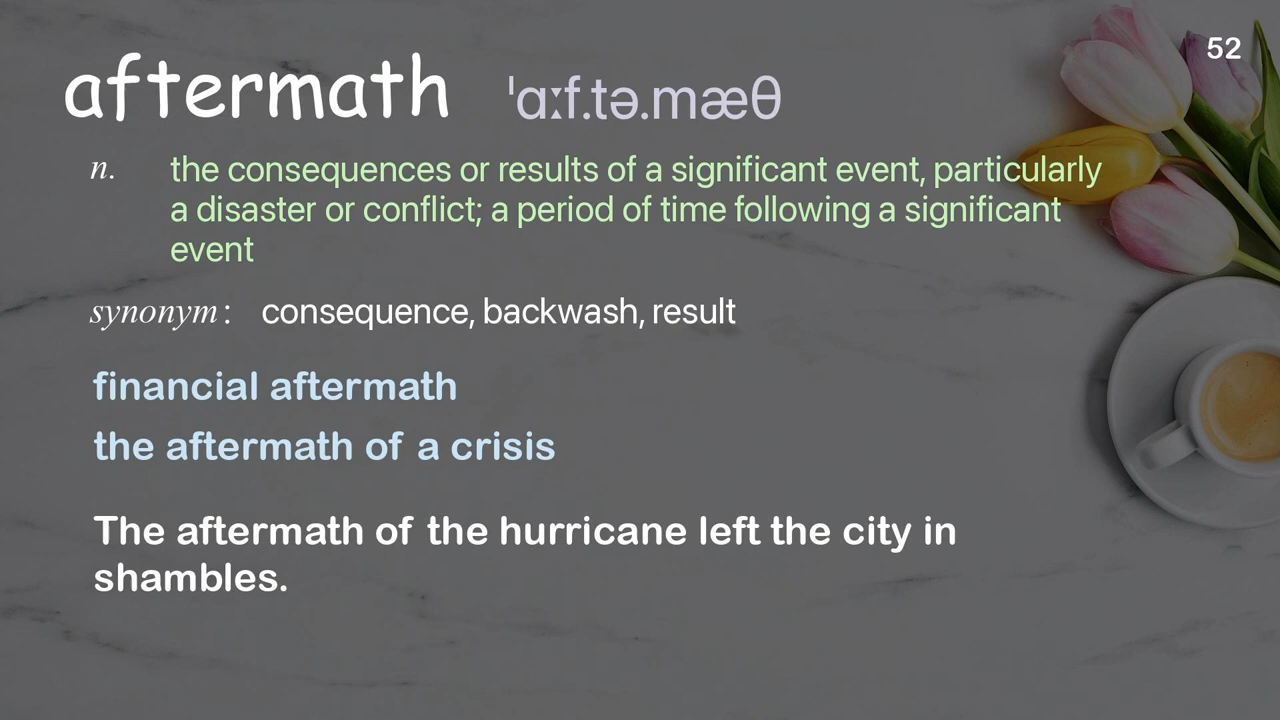 52
aftermath ˈɑːf.tə.mæθ
n. the consequences or results of a significant event, particularly
a disaster or conflict; a period of time following a significant
event
synonym: consequence, backwash, result
financial aftermath
the aftermath of a crisis
The aftermath of the hurricane left the city in
shambles.